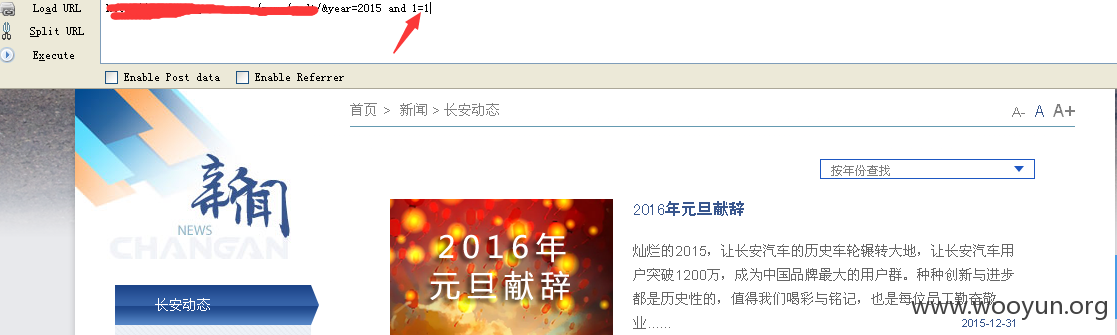 Load URL
/&year=2015 and 1=1
Split URL
Execute
Enable Post data
Enable Referrer
首页 > 新闻 > 长安动态
A- A A+
新闻
NEWS
CHANGAN
按年份查找
长安动态
2016年
元旦献辞
2016年元旦献辞
灿烂的2015，让长安汽车的历史车轮辗转大地，让长安汽车用
户突破1200万，成为中国品牌最大的用户群。种种创新与进步
都是历史性的，值得我们喝彩与铭记，也是每位员工勤奋敬
业……
2015-12-31
www.wooyun.org